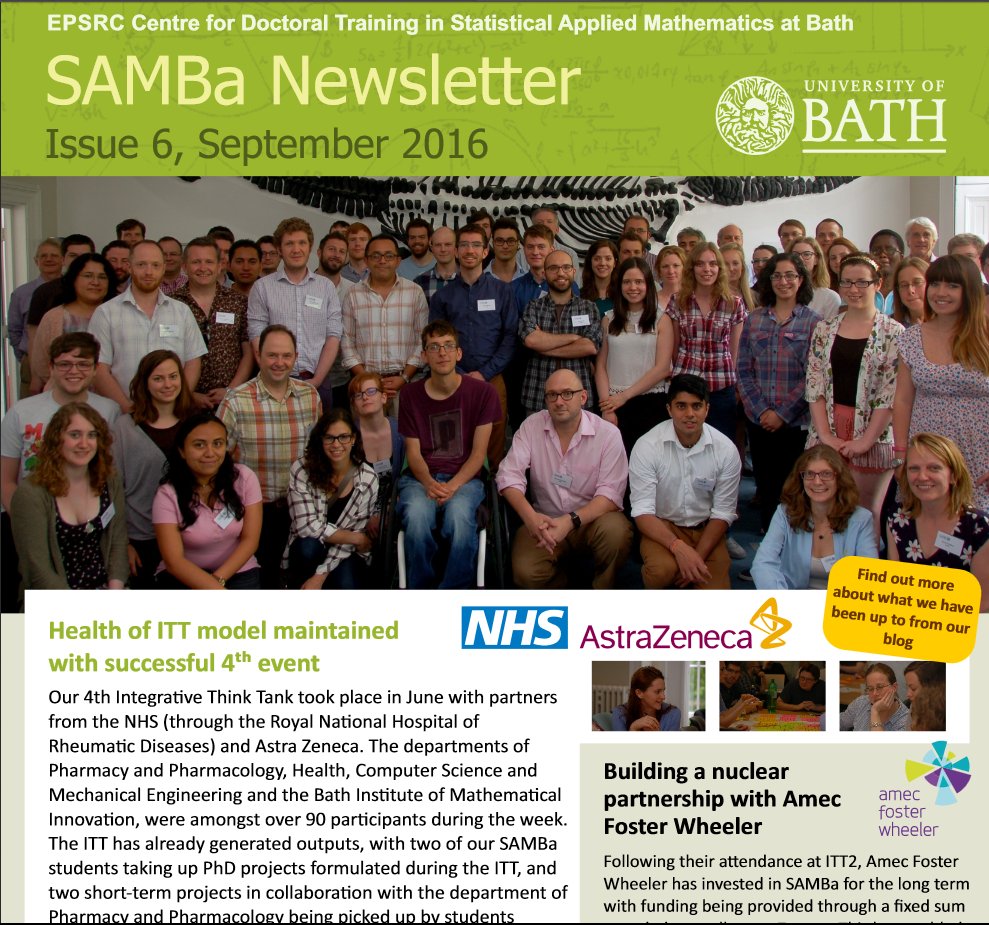 EPSRC Centre for Doctoral Training in Statistical Applied Mathematics at Bath
SAMBa Newsletter
Issue 6, September 2016
UNIVERSITY OF
BATH
Health of ITT model maintained
with successful 4th event
Our 4th Integrative Think Tank took place in June with partners
from the NHS (through the Royal National Hospital of
Rheumatic Diseases) and Astra Zeneca. The departments of
Pharmacy and Pharmacology, Health, Computer Science and
Mechanical Engineering and the Bath Institute of Mathematical
Innovation, were amongst over 90 participants during the week.
The ITT has already generated outputs, with two of our SAMBa
students taking up PhD projects formulated during the ITT, and
two short-term projects in collaboration with the department of
Pharmacy and Pharmacology being picked up by students
NHS
AstraZeneca
Find out more
about what we have
been up to from our
blog
Building a nuclear
partnership with Amec
Foster Wheeler
amec
foster
wheeler
Following their attendance at ITT2, Amec Foster
Wheeler has invested in SAMBa for the long term
with funding being provided through a fixed sum